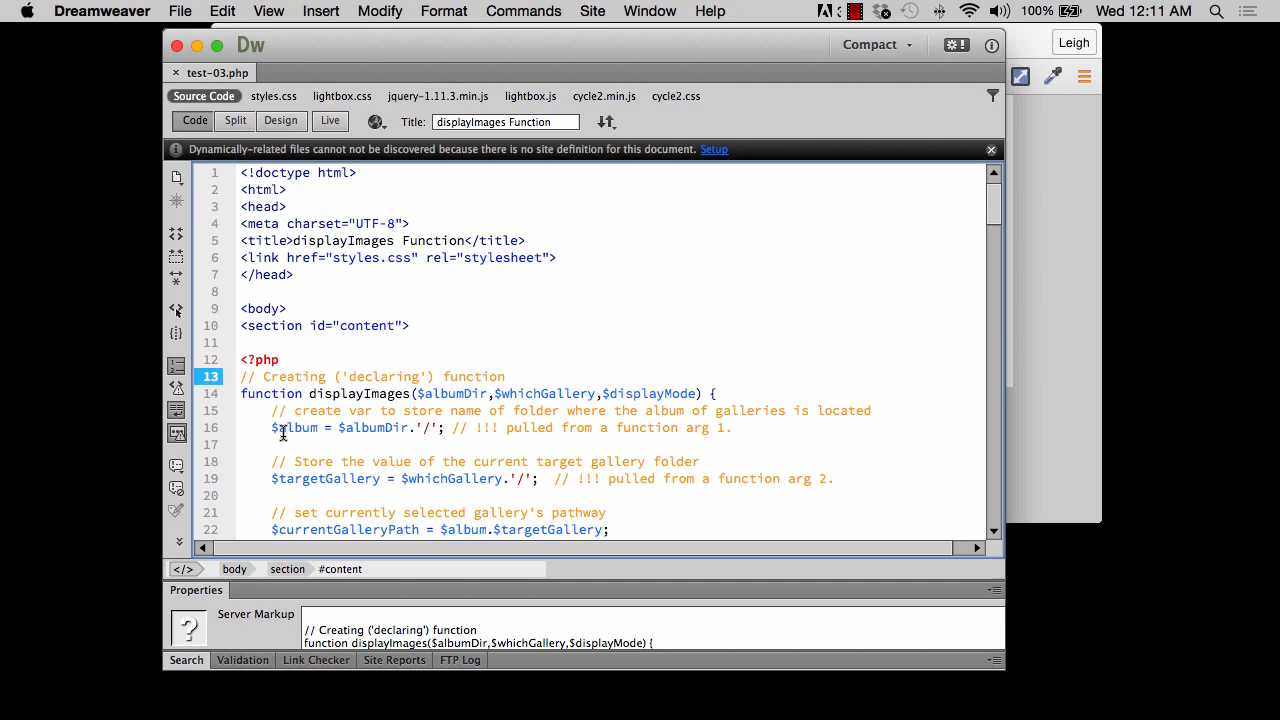 Dreamweaver File Edit View Insert Modify Format Commands Site Window Help 3 100% Wed 12:11 AM
Dw Compact Leigh
× test-03.php
Source Code styles.css lightbox.css jquery-1.11.3.min.js lightbox.js cycle2.min.js cycle2.css
Code Split Design Live Title: displayImages Function
Dynamically-related files cannot not be discovered because there is no site definition for this document. Setup
1 <!doctype html>
2 <html>
3 <head>
4 <meta charset="UTF-8">
5 <title>displayImages Function</title>
6 <link href="styles.css" rel="stylesheet">
7 </head>
8
9 <body>
10 <section id="content">
11
12 <?php
13 // Creating ('declaring') function
14 function displayImages($albumDir,$whichGallery,$displayMode) {
15 // create var to store name of folder where the album of galleries is located
16 $album = $albumDir.'/'; // !!! pulled from a function arg 1.
17
18 // Store the value of the current target gallery folder
19 $targetGallery = $whichGallery.'/'; // !!! pulled from a function arg 2.
20
21 // set currently selected gallery's pathway
22 $currentGalleryPath = $album.$targetGallery;
</> body section #content
Properties
? Server Markup
// Creating ('declaring') function
function displayImages($albumDir,$whichGallery,$displayMode) {
Search Validation Link Checker Site Reports FTP Log